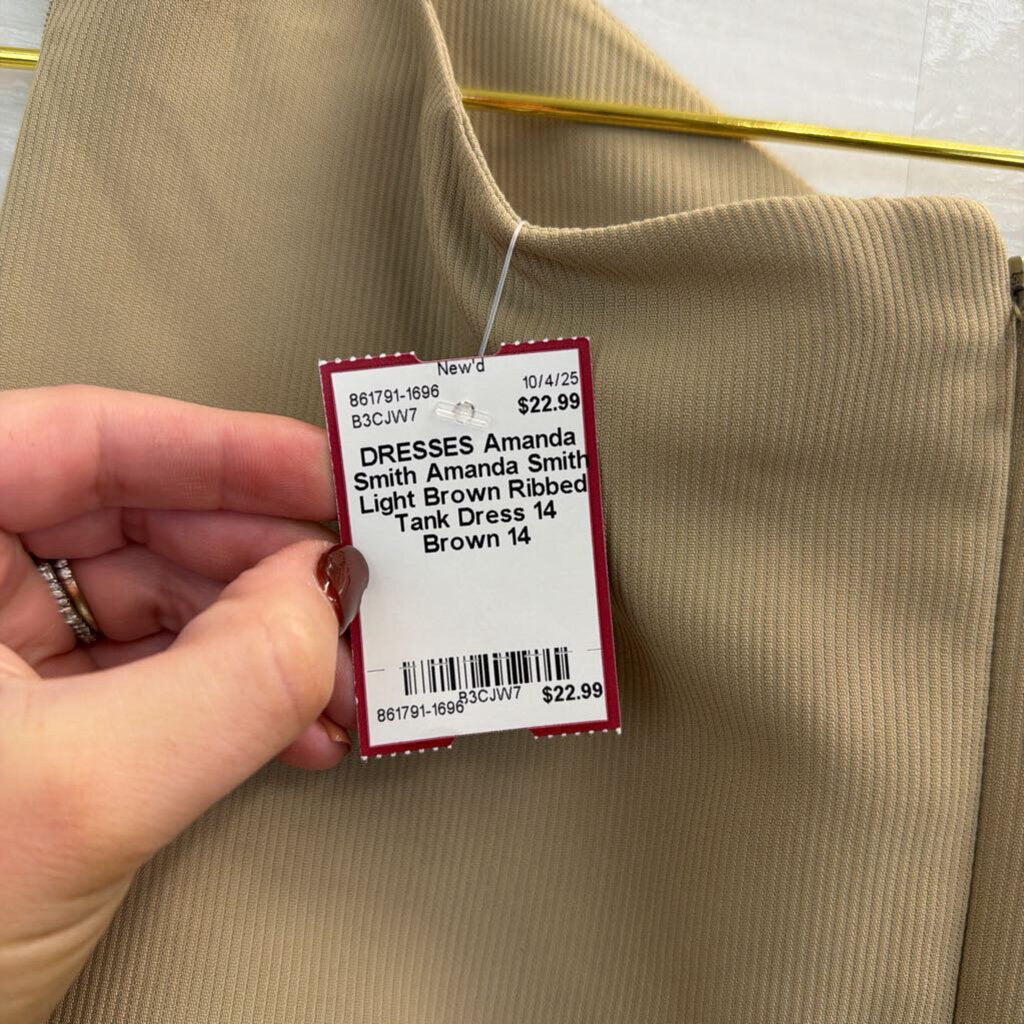 New'd
861791-1696 10/4/25
B3CJW7 $22.99
DRESSES Amanda
Smith Amanda Smith
Light Brown Ribbed
Tank Dress 14
Brown 14
B3CJW7 $22.99
861791-1696